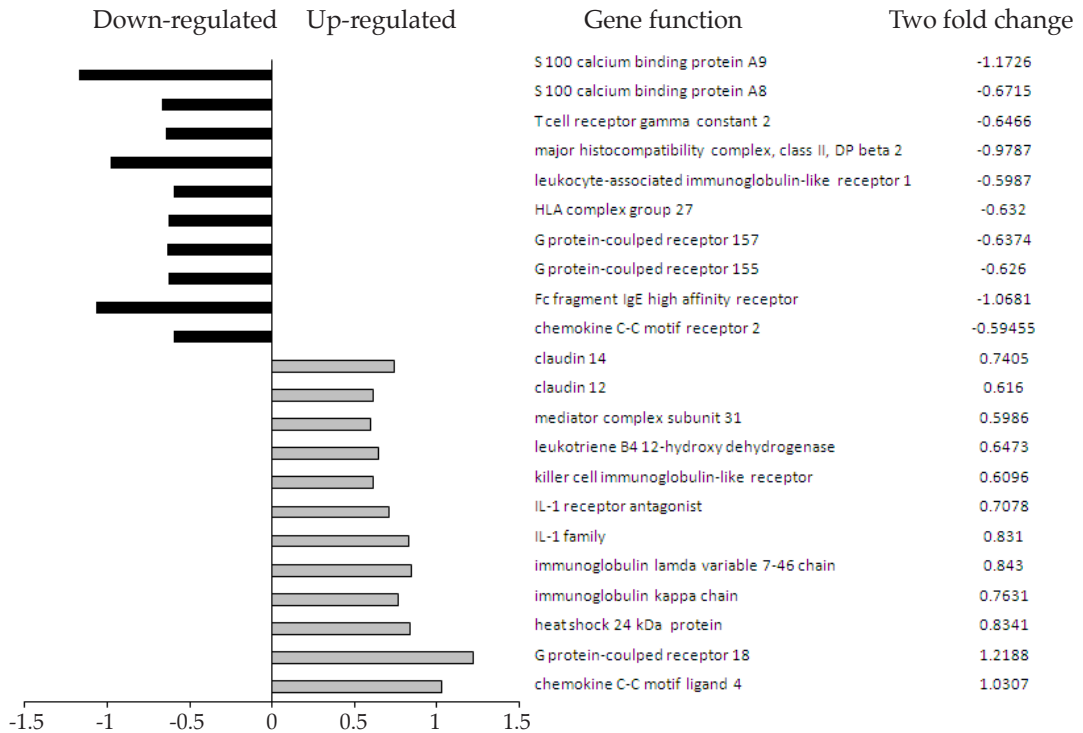 Down-regulated Up-regulated Gene function Two fold change
S100 calcium binding protein A9 -1.1726
S100 calcium binding protein A8 -0.6715
T cell receptor gamma constant 2 -0.6466
major histocompatibility complex, class II, DP beta 2 -0.9787
leukocyte-associated immunoglobulin-like receptor 1 -0.5987
HLA complex group 27 -0.632
G protein-coulped receptor 157 -0.6374
G protein-coulped receptor 155 -0.626
Fc fragment IgE high affinity receptor -1.0681
chemokine C-C motif receptor 2 -0.59455
claudin 14 0.7405
claudin 12 0.616
mediator complex subunit 31 0.5986
leukotriene B4 12-hydroxy dehydrogenase 0.6473
killer cell immunoglobulin-like receptor 0.6096
IL-1 receptor antagonist 0.7078
IL-1 family 0.831
immunoglobulin lamda variable 7-46 chain 0.843
immunoglobulin kappa chain 0.7631
heat shock 24 kDa protein 0.8341
G protein-coulped receptor 18 1.2188
chemokine C-C motif ligand 4 1.0307
-1.5 -1 -0.5 0 0.5 1 1.5